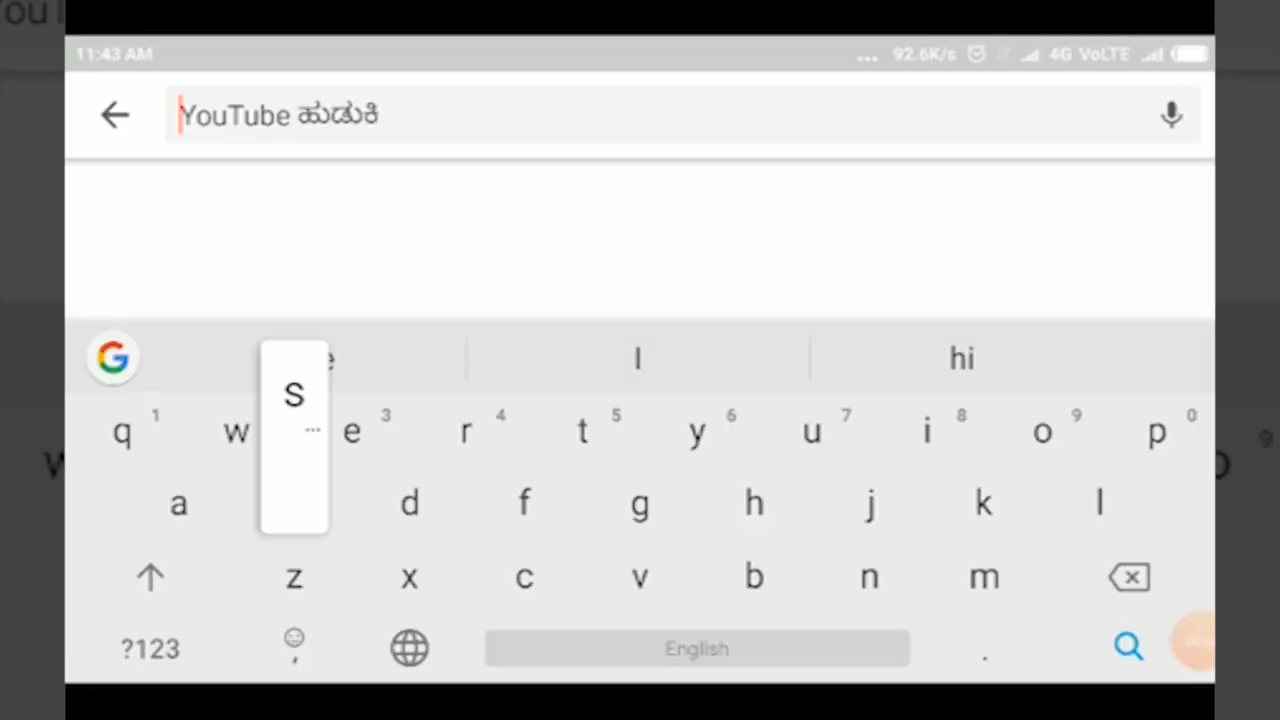 11:43 AM ... 92.6K/s 4G VoLTE
YouTube ಹುಡುಕಿ
I hi
q 1 w e 3 r 4 t 5 y 6 u 7 i 8 o 9 p 0
S
a d f g h j k l
z x c v b n m
?123 , English .